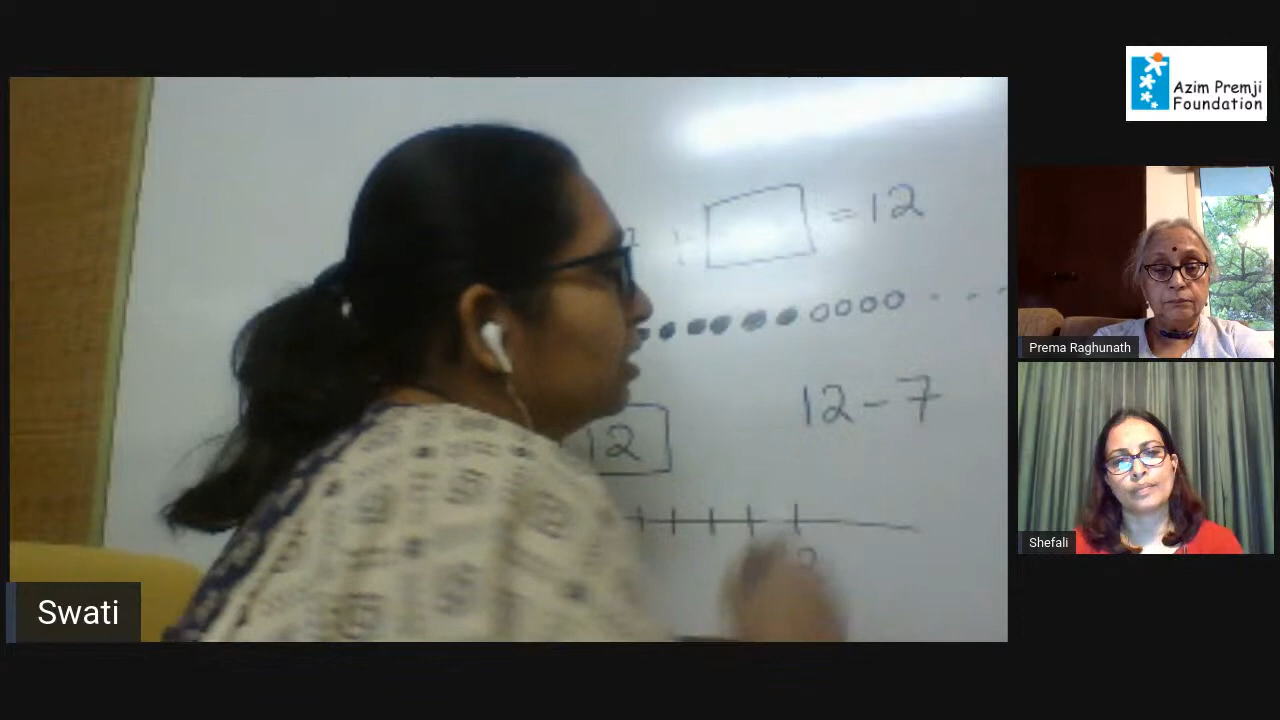 Azim Premji
Foundation
= 12
12 - 7
12
Prema Raghunath
Shefali
Swati